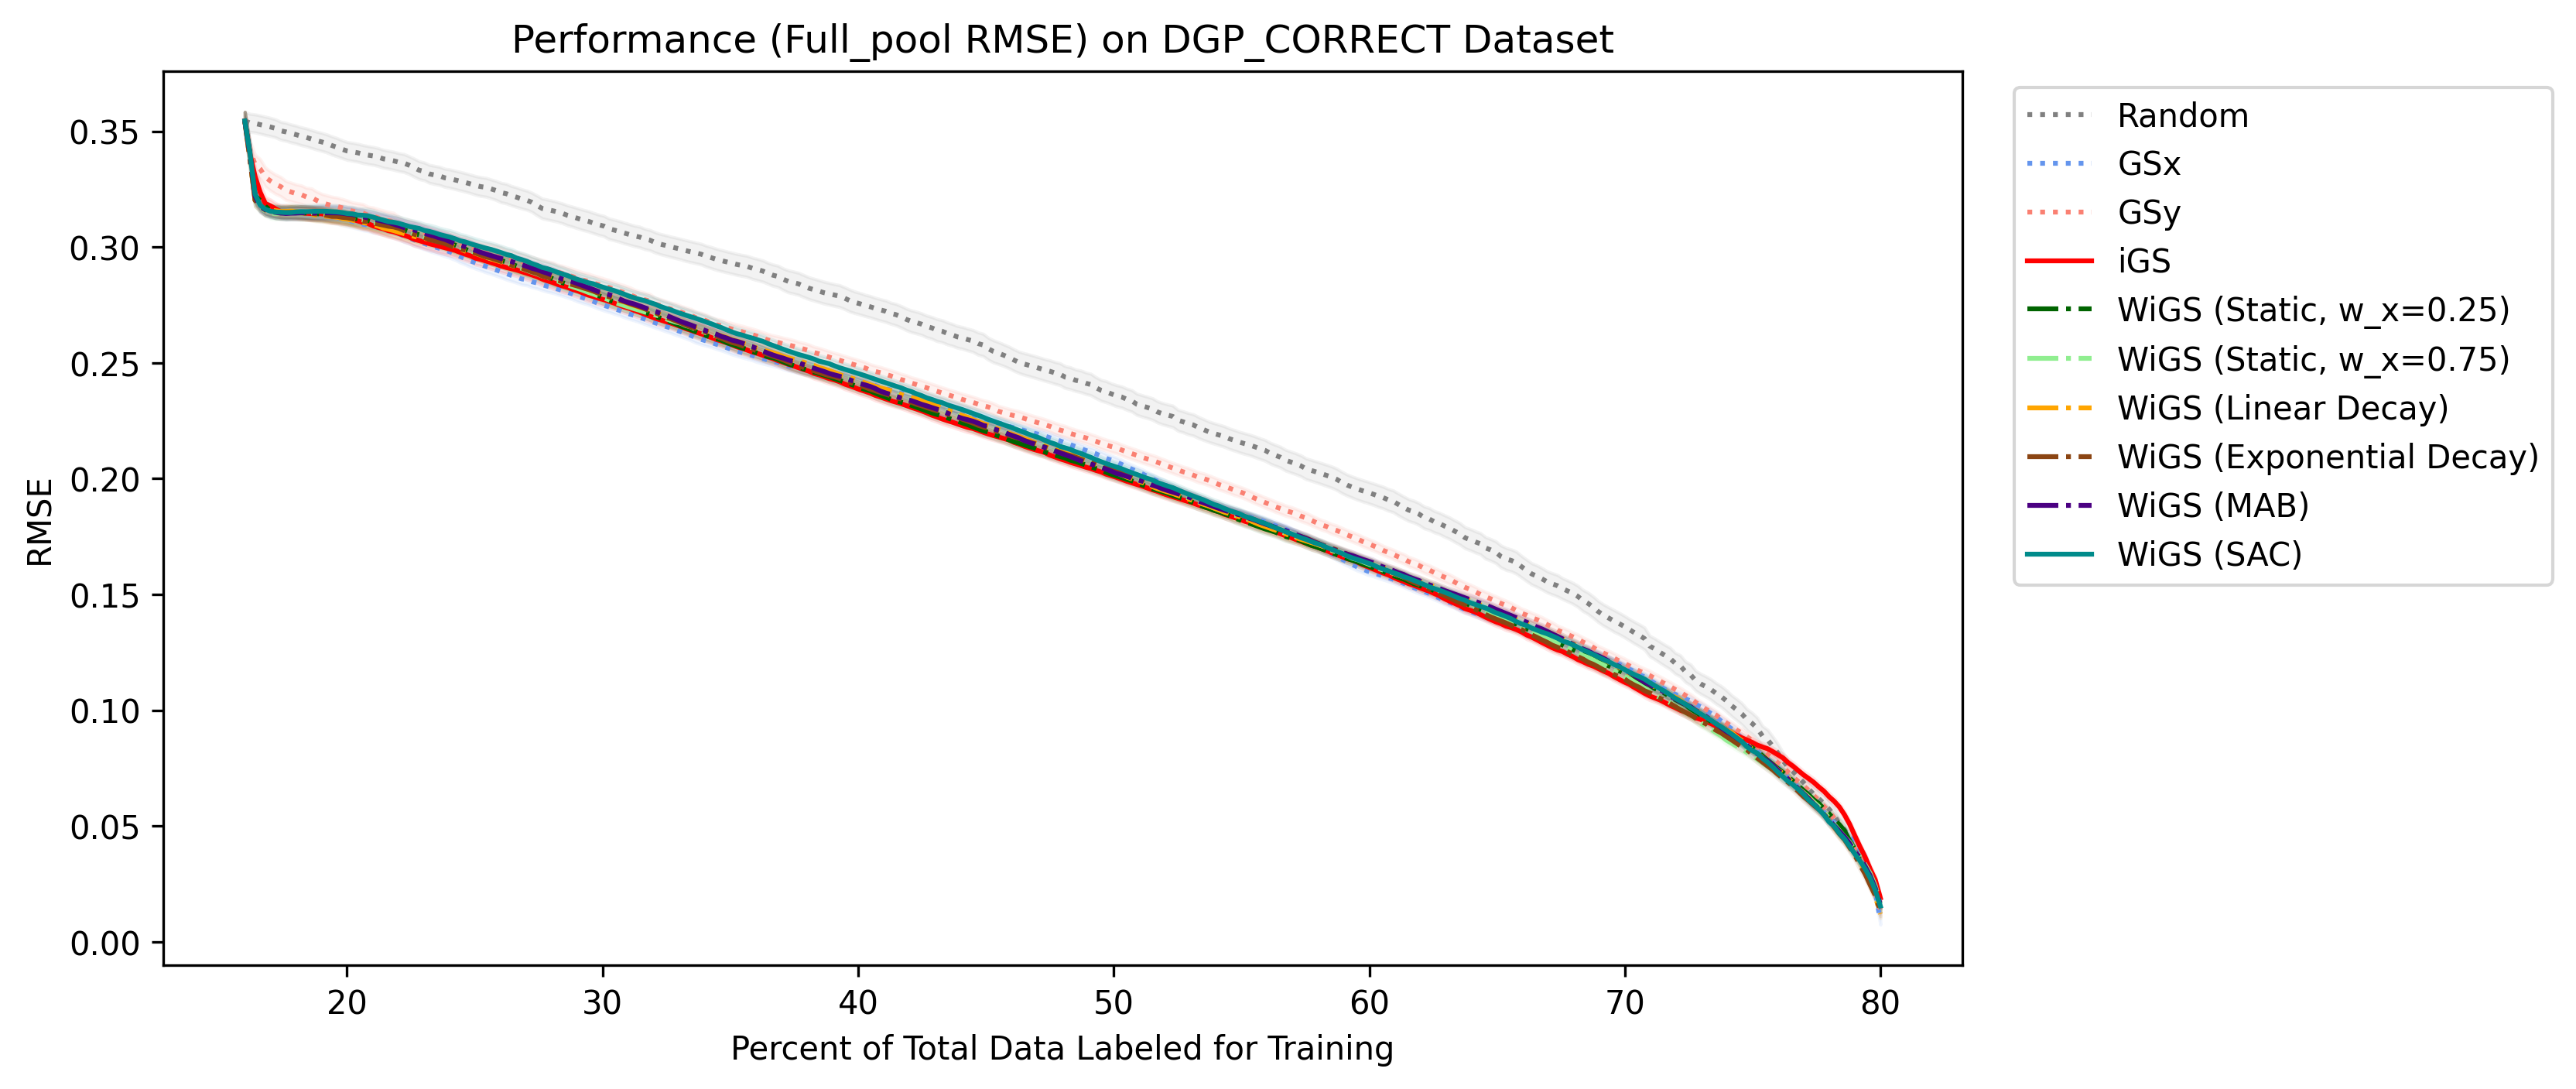 Performance (Full_pool RMSE) on DGP_CORRECT Dataset
RMSE
0.35
0.30
0.25
0.20
0.15
0.10
0.05
0.00
20 30 40 50 60 70 80
Percent of Total Data Labeled for Training
Random
GSx
GSy
iGS
WiGS (Static, w_x=0.25)
WiGS (Static, w_x=0.75)
WiGS (Linear Decay)
WiGS (Exponential Decay)
WiGS (MAB)
WiGS (SAC)